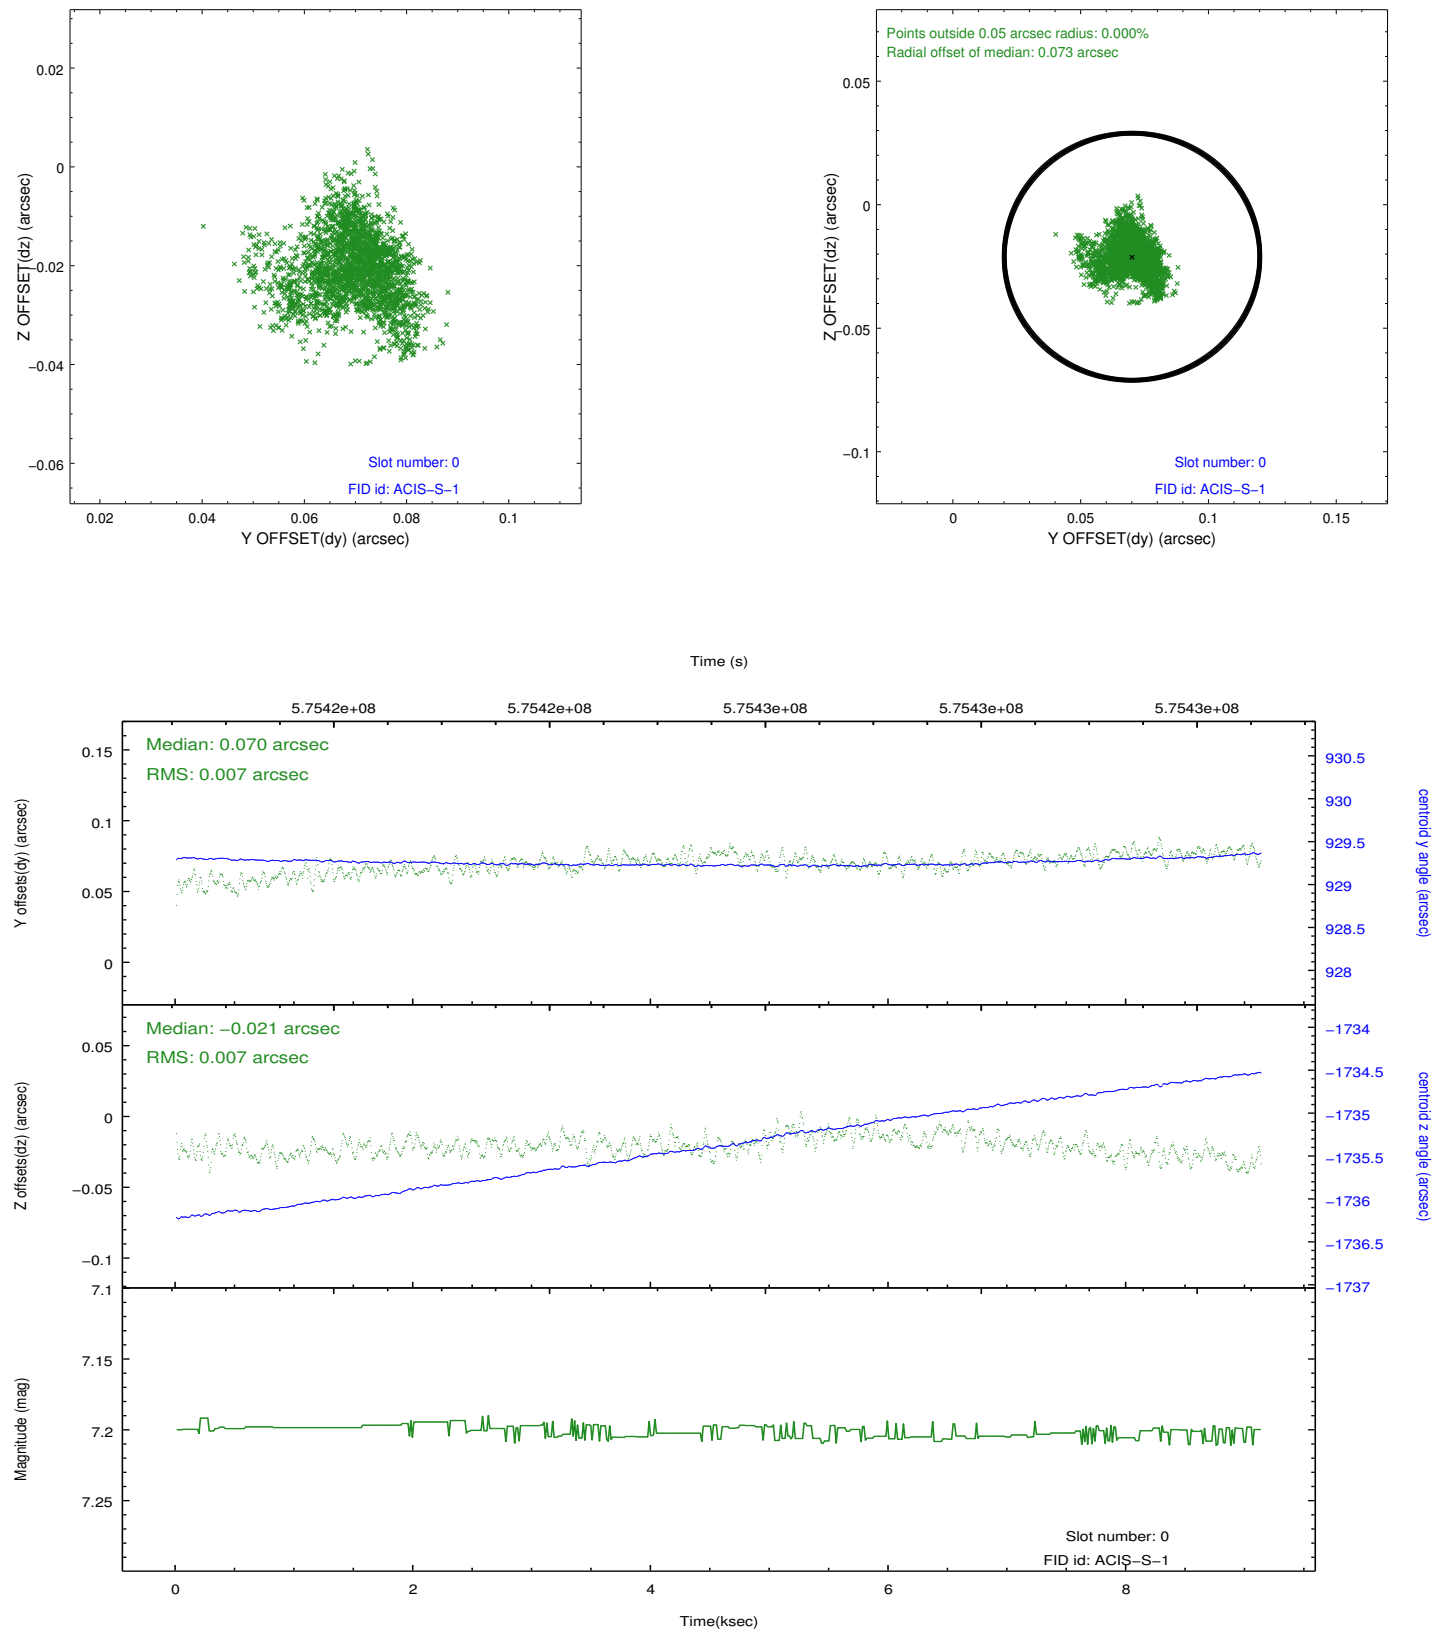 0.02
0
−0.02
−0.04
−0.06
Z OFFSET(dz) (arcsec)
Slot number: 0
FID id: ACIS−S−1
0.02
0.04
0.06
0.08
0.1
Y OFFSET(dy) (arcsec)
Points outside 0.05 arcsec radius: 0.000%
Radial offset of median: 0.073 arcsec
0.05
0
−0.05
−0.1
Z OFFSET(dz) (arcsec)
Slot number: 0
FID id: ACIS−S−1
0
0.05
0.1
0.15
Y OFFSET(dy) (arcsec)
Time (s)
5.7542e+08
5.7542e+08
5.7543e+08
5.7543e+08
5.7543e+08
Median: 0.070 arcsec
RMS: 0.007 arcsec
0.15
0.1
0.05
0
Y offsets(dy) (arcsec)
930.5
930
929.5
929
928.5
928
centroid y angle (arcsec)
Median: −0.021 arcsec
RMS: 0.007 arcsec
0.05
0
−0.05
−0.1
Z offsets(dz) (arcsec)
−1734
−1734.5
−1735
−1735.5
−1736
−1736.5
−1737
centroid z angle (arcsec)
7.1
7.15
7.2
7.25
Magnitude (mag)
Slot number: 0
FID id: ACIS−S−1
0
2
4
6
8
Time(ksec)